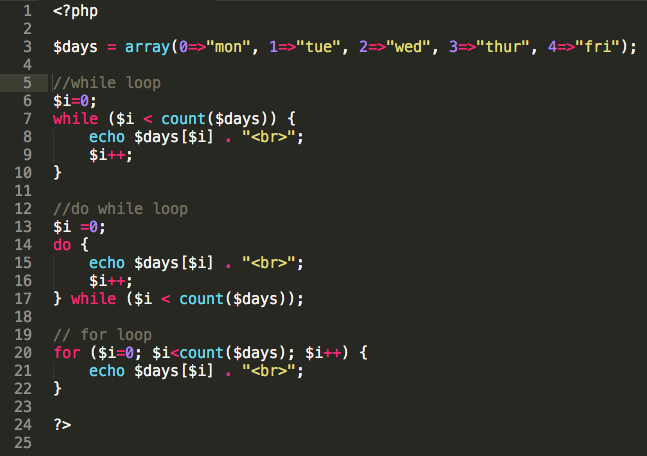 1 <?php
2
3 $days = array(0=>"mon", 1=>"tue", 2=>"wed", 3=>"thur", 4=>"fri");
4
5 //while loop
6 $i=0;
7 while ($i < count($days)) {
8     echo $days[$i] . "<br>";
9     $i++;
10 }
11
12 //do while loop
13 $i =0;
14 do {
15     echo $days[$i] . "<br>";
16     $i++;
17 } while ($i < count($days));
18
19 // for loop
20 for ($i=0; $i<count($days); $i++) {
21     echo $days[$i] . "<br>";
22 }
23
24 ?>
25